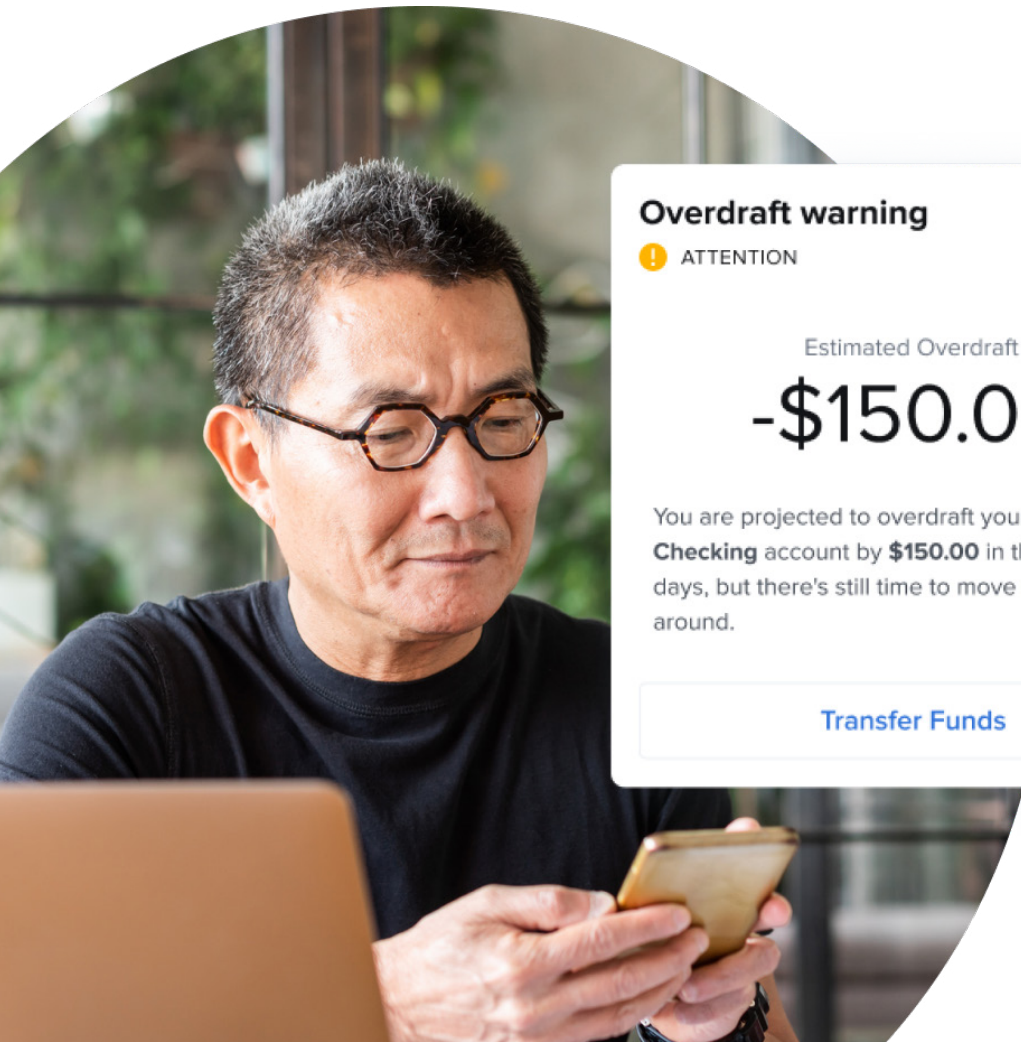 Overdraft warning
ATTENTION
Estimated Overdraft
-$150.0
You are projected to overdraft you
Checking account by $150.00 in th
days, but there's still time to move
around.
Transfer Funds